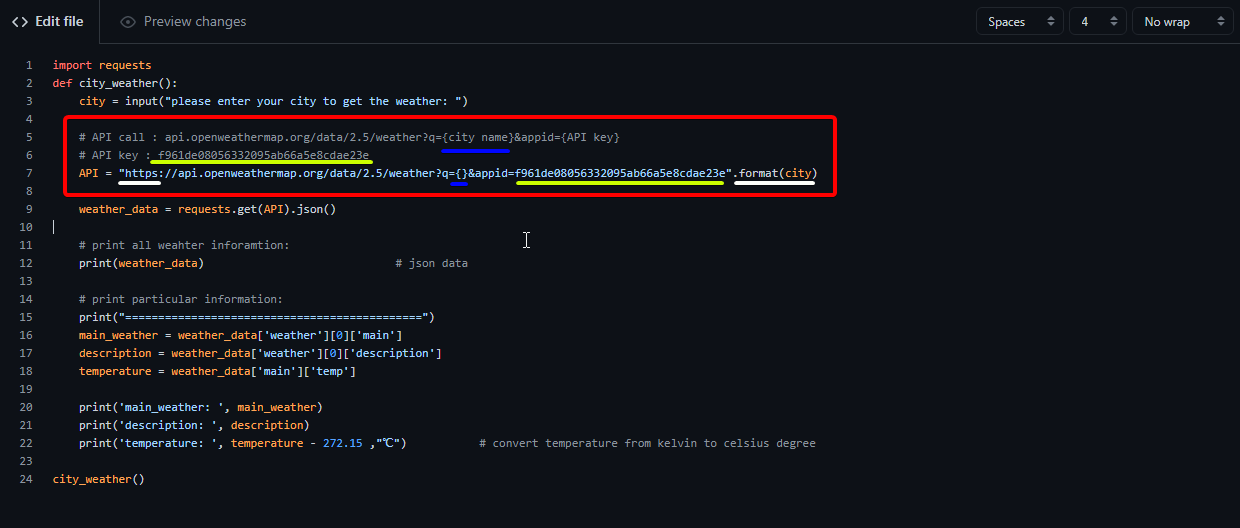 Edit file Preview changes Spaces 4 No wrap
1 import requests
2 def city_weather():
3 city = input("please enter your city to get the weather: ")
4
5 # API call : api.openweathermap.org/data/2.5/weather?q={city name}&appid={API key}
6 # API key : f961de08056332095ab66a5e8cdae23e
7 API = "https://api.openweathermap.org/data/2.5/weather?q={}&appid=f961de08056332095ab66a5e8cdae23e".format(city)
8
9 weather_data = requests.get(API).json()
10
11 # print all weahter inforamtion:
12 print(weather_data) # json data
13
14 # print particular information:
15 print("=============================================")
16 main_weather = weather_data['weather'][0]['main']
17 description = weather_data['weather'][0]['description']
18 temperature = weather_data['main']['temp']
19
20 print('main_weather: ', main_weather)
21 print('description: ', description)
22 print('temperature: ', temperature - 272.15 ,"℃") # convert temperature from kelvin to celsius degree
23
24 city_weather()